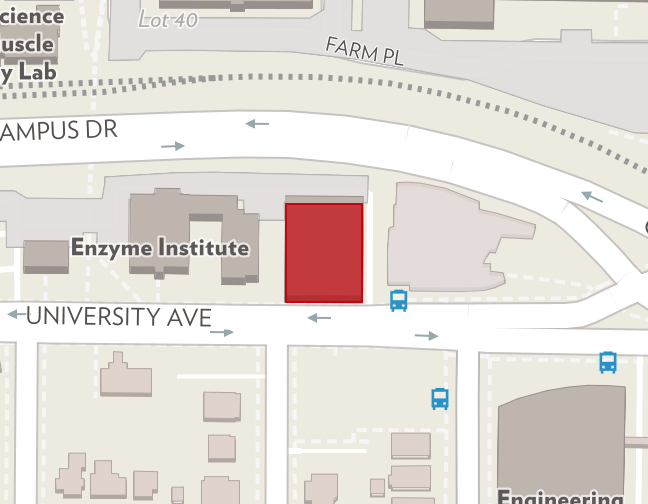 cience
uscle
y Lab
Lot 40
FARM PL
AMPUS DR
Enzyme Institute
UNIVERSITY AVE
Engineering